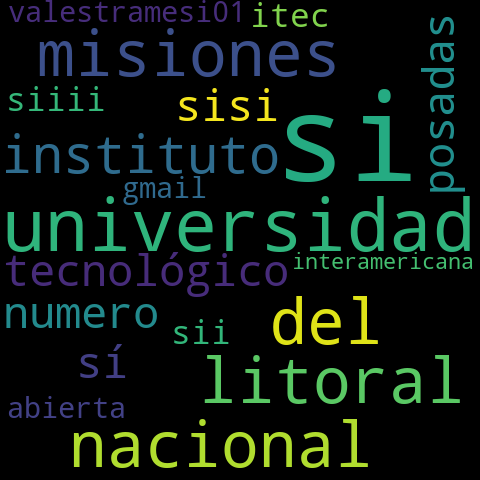 valestramesi01 itec
misiones
posadas
siiii sisi si
instituto
gmail
universidad
tecnológico interamericana
numero del
sii
sí litoral
abierta
nacional